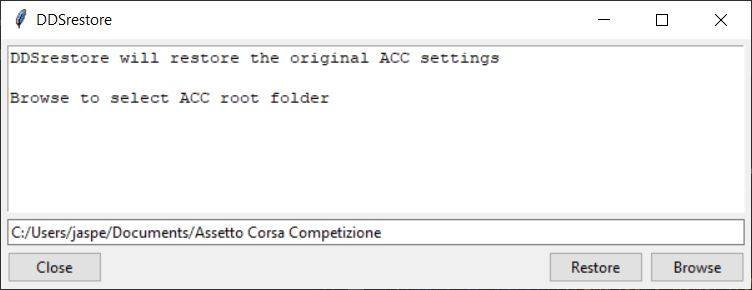 DDSrestore
DDSrestore will restore the original ACC settings
Browse to select ACC root folder
C:/Users/jaspe/Documents/Assetto Corsa Competizione
Close
Restore
Browse